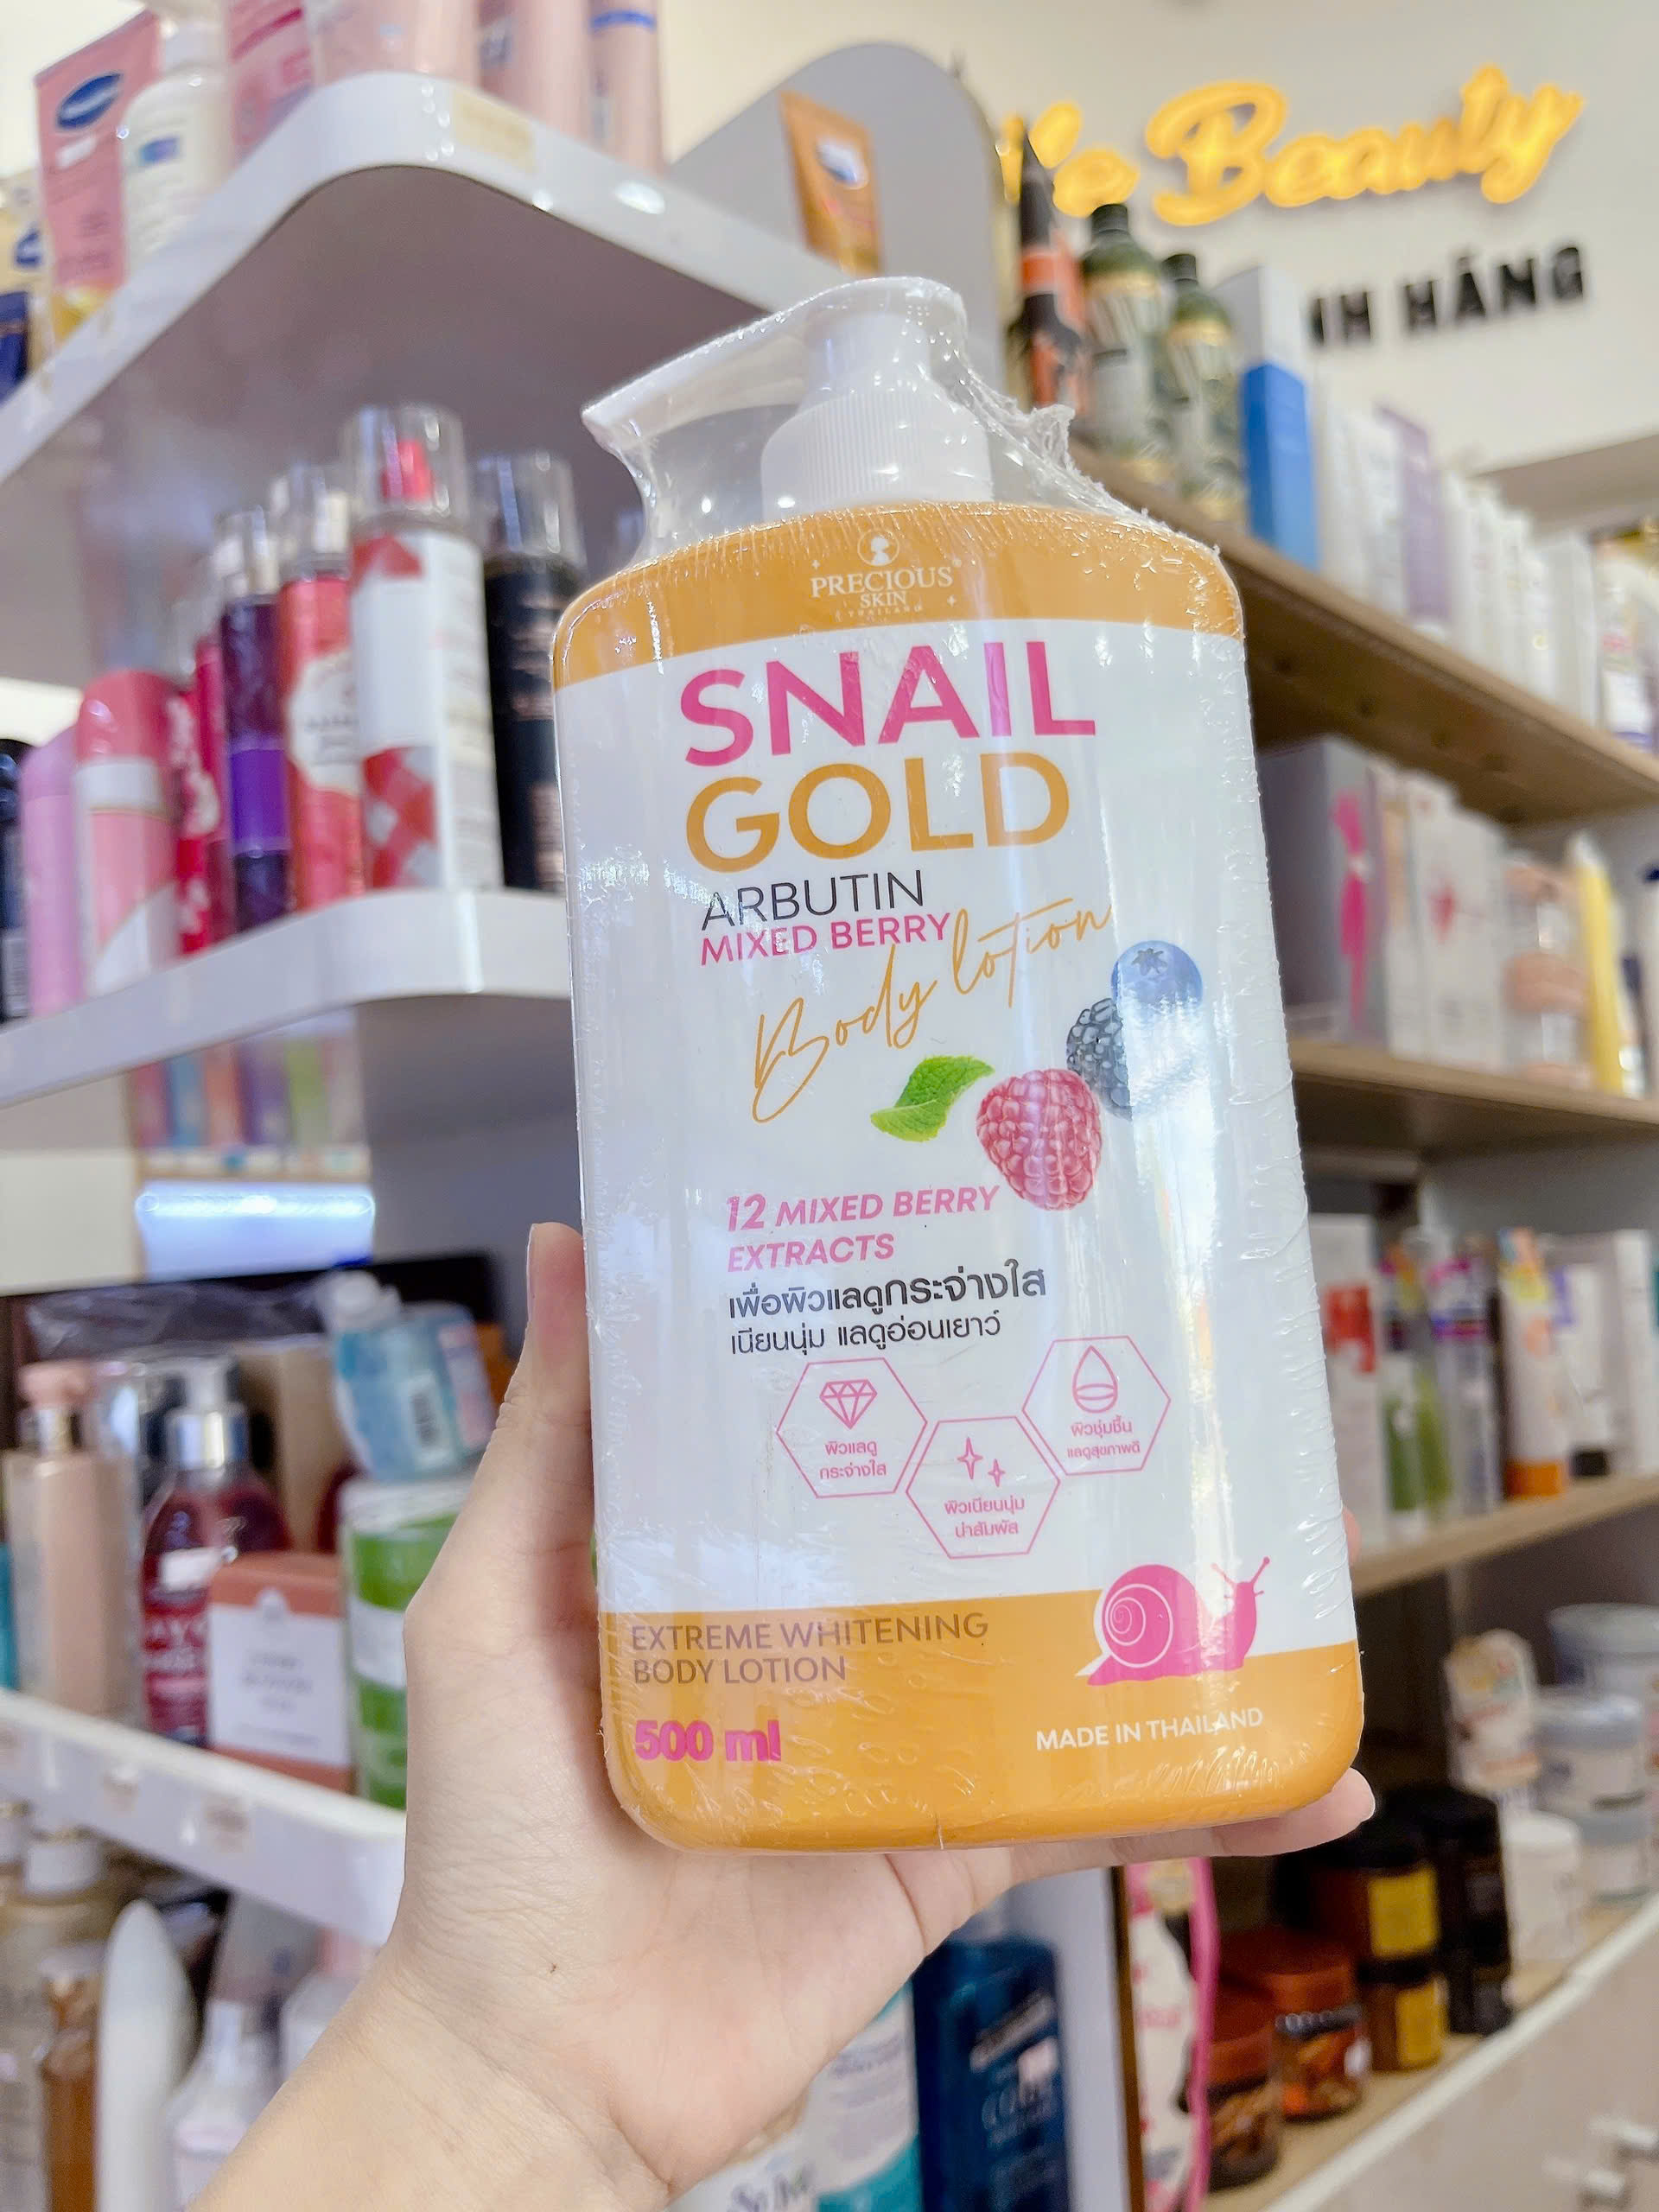 Beauty
HÃNG
PRECIOUS
SKIN
THAILAND
SNAIL
GOLD
ARBUTIN
MIXED BERRY
Body lotion
12 MIXED BERRY
EXTRACTS
เพื่อผิวแลดูกระจ่างใส
เนียนนุ่ม แลดูอ่อนเยาว์
ผิวแลดู
กระจ่างใส
ผิวเนียนนุ่ม
น่าสัมผัส
ผิวชุ่มชื้น
แลดูสุขภาพดี
EXTREME WHITENING
BODY LOTION
500 ml
MADE IN THAILAND